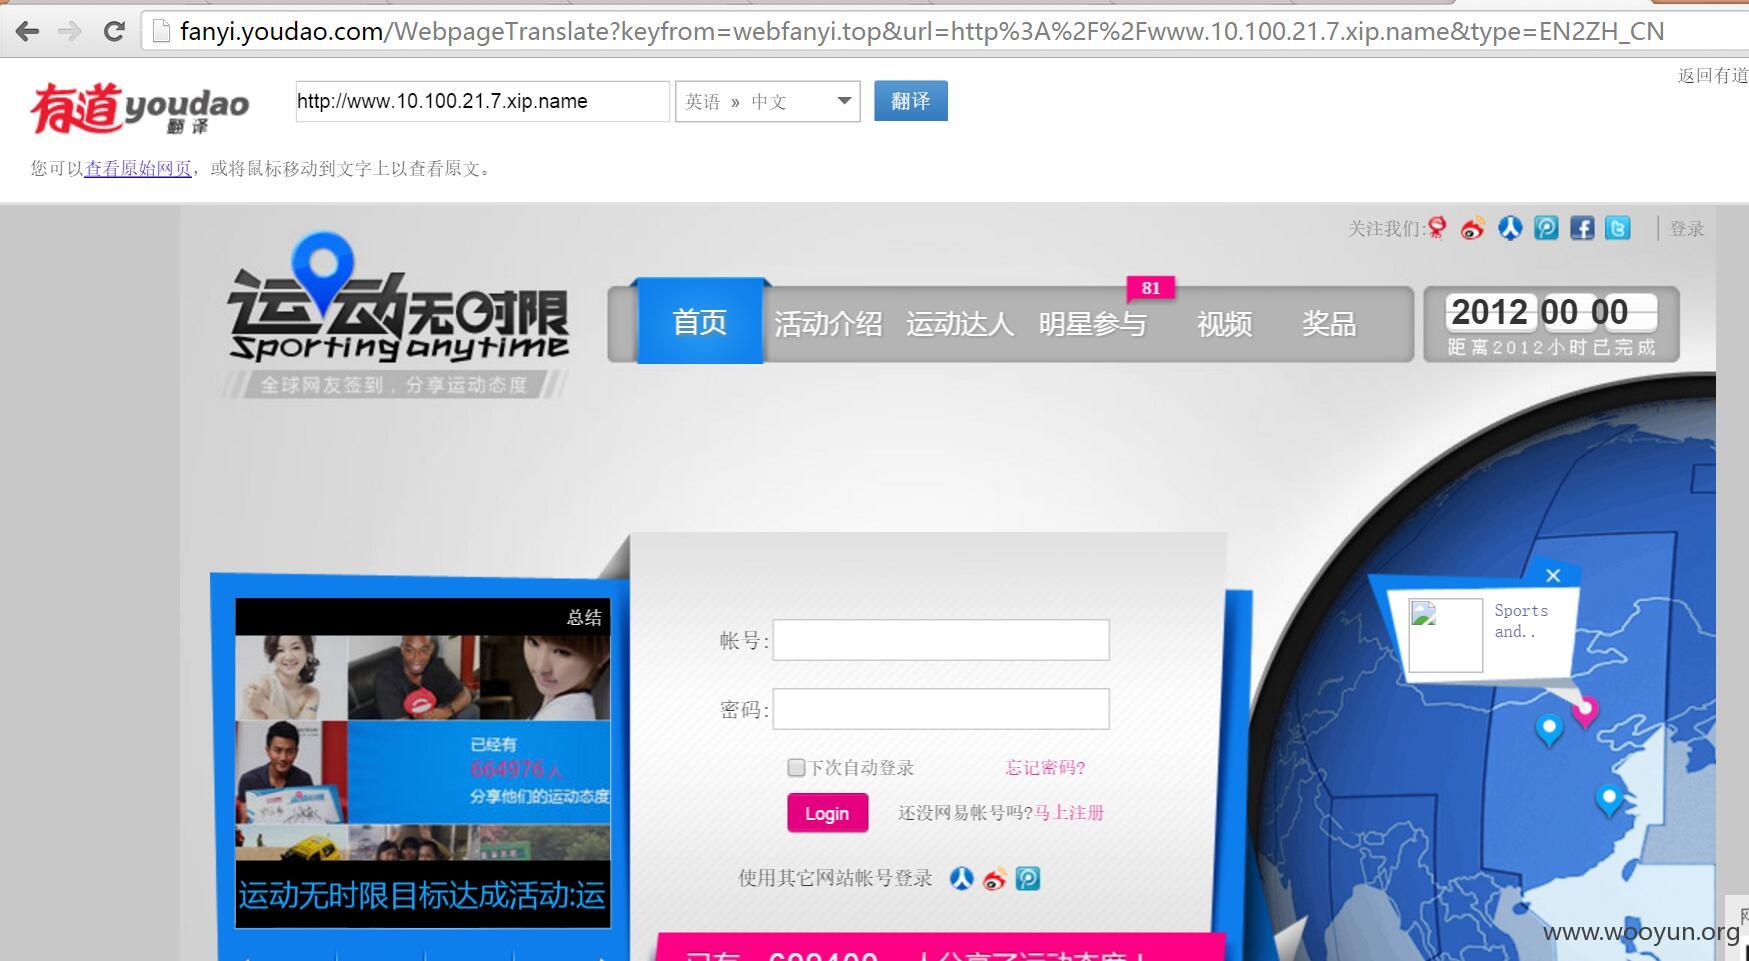 fanyi.youdao.com/WebpageTranslate?keyfrom=webfanyi.top&url=http%3A%2F%2Fwww.10.100.21.7.xip.name&type=EN2ZH_CN
返回有道
有道youdao
翻译
http://www.10.100.21.7.xip.name
英语 » 中文
翻译
您可以查看原始网页，或将鼠标移动到文字上以查看原文。
关注我们:
登录
运动无时限
Sporting anytime
全球网友签到，分享运动态度
首页
活动介绍
运动达人
明星参与
81
视频
奖品
2012 00 00
距离2012小时已完成
总结
已经有
664976人
分享他们的运动态度
运动无时限目标达成活动:运
帐号:
密码:
下次自动登录
忘记密码?
Login
还没网易帐号吗?马上注册
使用其它网站帐号登录
Sports
and..
www.wooyun.org